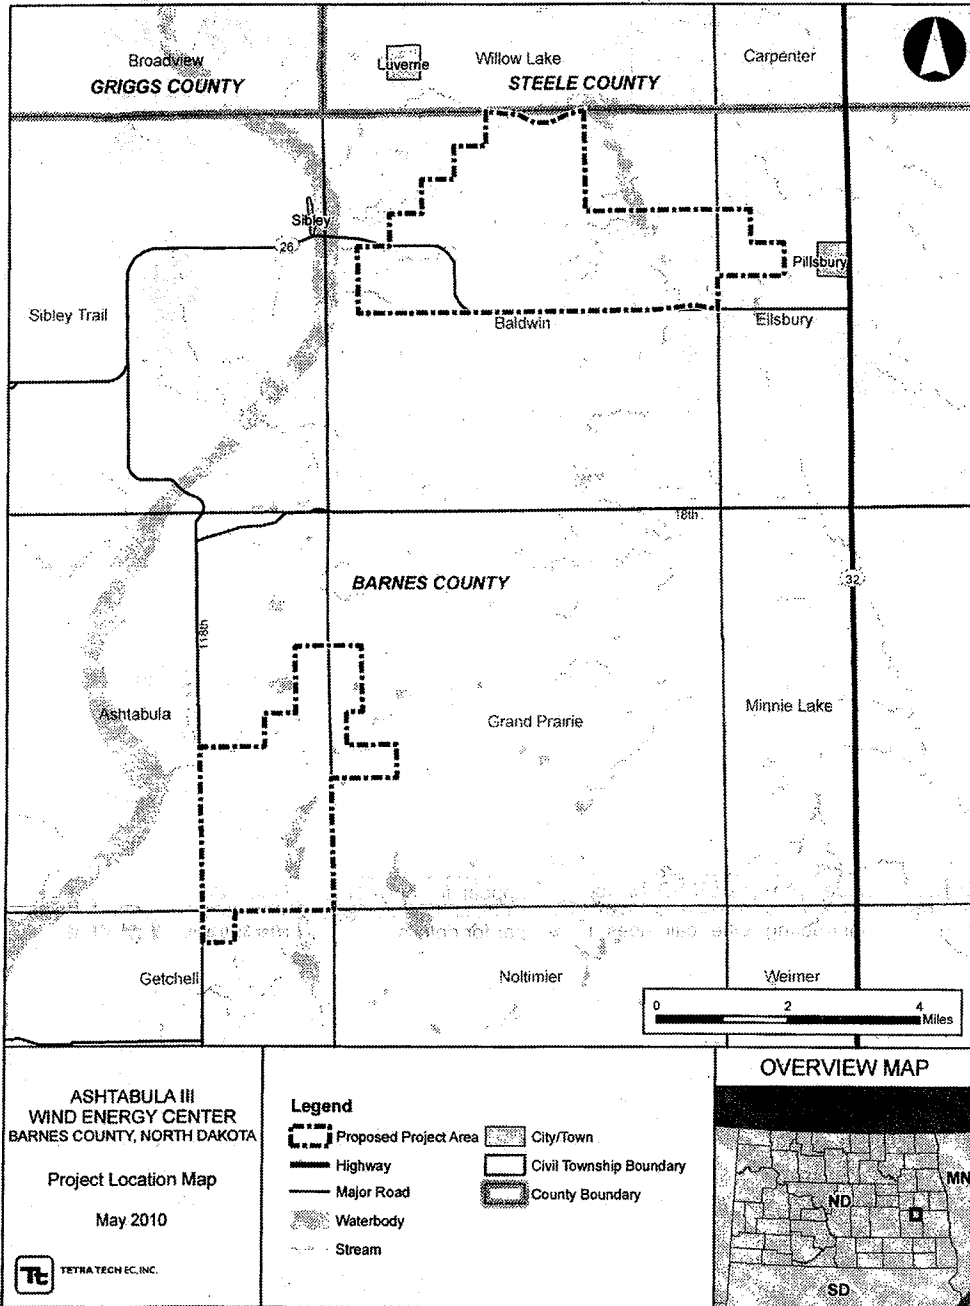 Broadview
GRIGGS COUNTY
Luverne
Willow Lake
STEELE COUNTY
Carpenter
Sibley
26
Pillsbury
Sibley Trail
Baldwin
Ellsbury
18th
BARNES COUNTY
32
118th
Ashtabula
Grand Prairie
Minnie Lake
Getchell
Noltimier
Weimer
0 2 4
Miles
ASHTABULA III
WIND ENERGY CENTER
BARNES COUNTY, NORTH DAKOTA
Project Location Map
May 2010
Tt TETRA TECH EC, INC.
Legend
Proposed Project Area
Highway
Major Road
Waterbody
Stream
City/Town
Civil Township Boundary
County Boundary
OVERVIEW MAP
ND
MN
SD